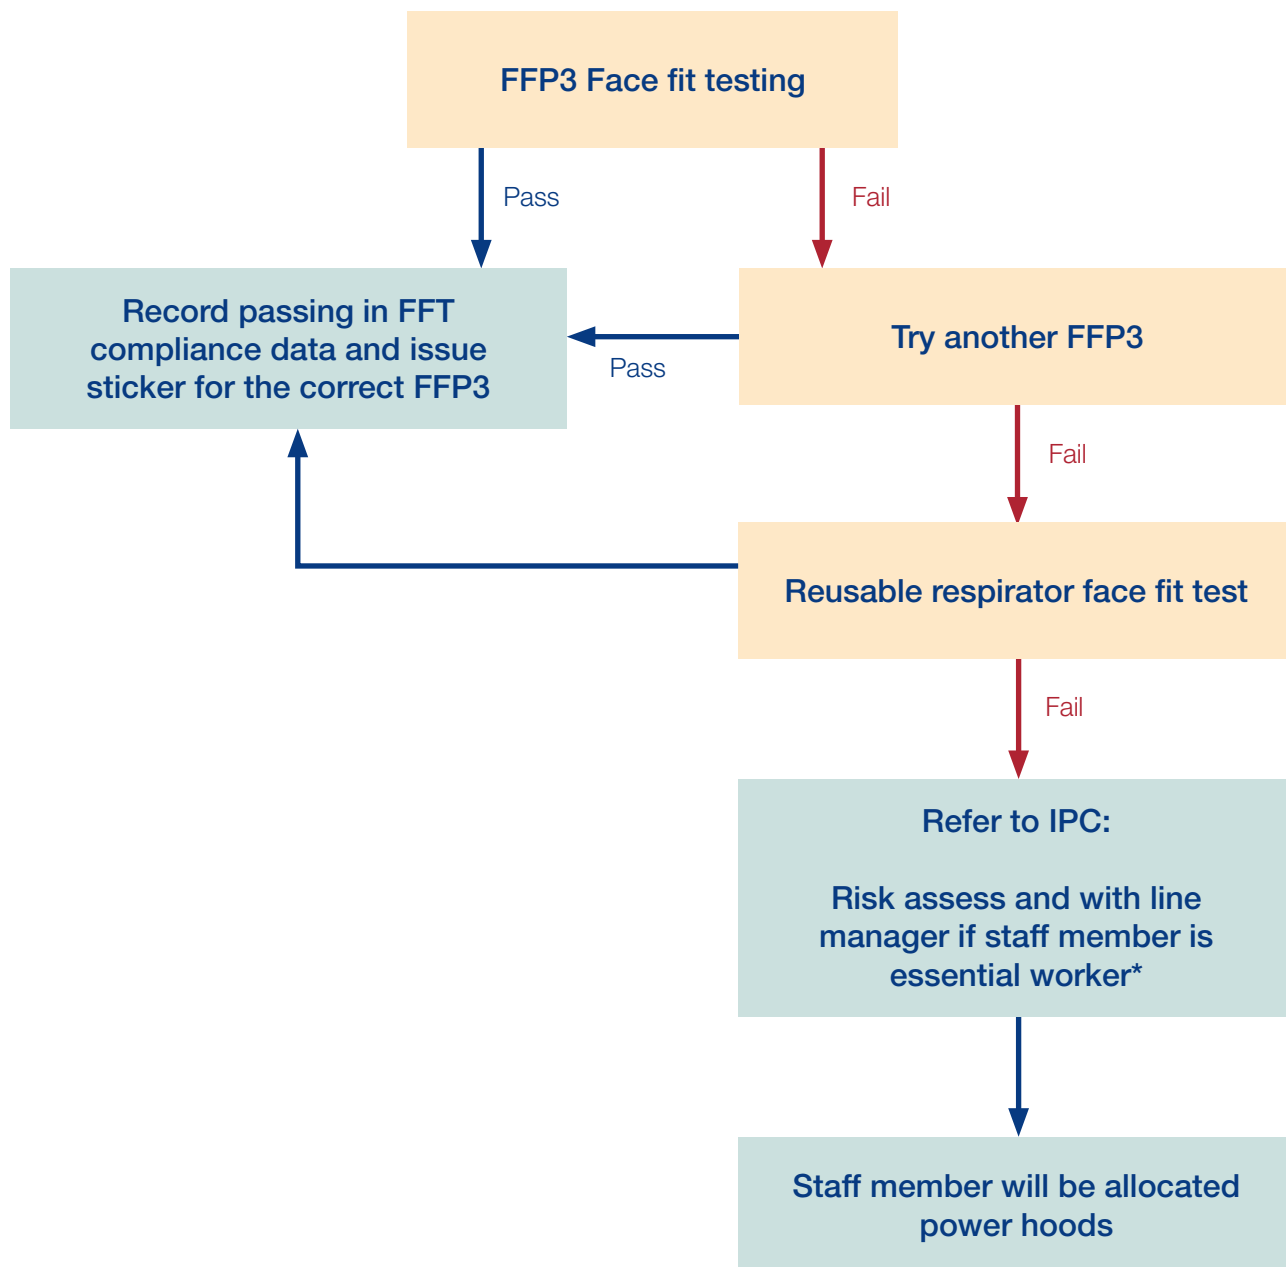 FFP3 Face fit testing
Pass
Fail
Record passing in FFT
compliance data and issue
sticker for the correct FFP3
Pass
Try another FFP3
Fail
Reusable respirator face fit test
Fail
Refer to IPC:
Risk assess and with line
manager if staff member is
essential worker*
Staff member will be allocated
power hoods